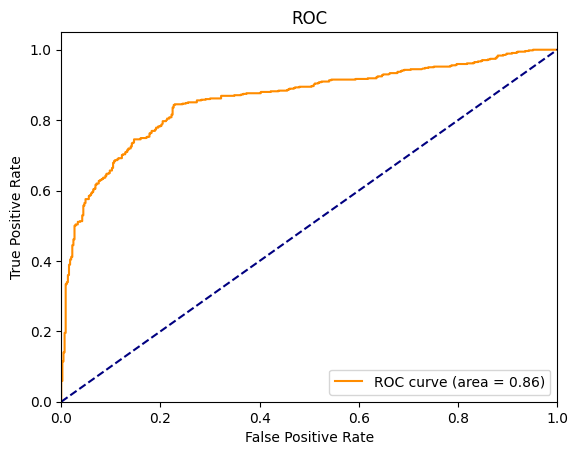 ROC
1.0
0.8
0.6
0.4
0.2
0.0
True Positive Rate
0.0 0.2 0.4 0.6 0.8 1.0
False Positive Rate
ROC curve (area = 0.86)